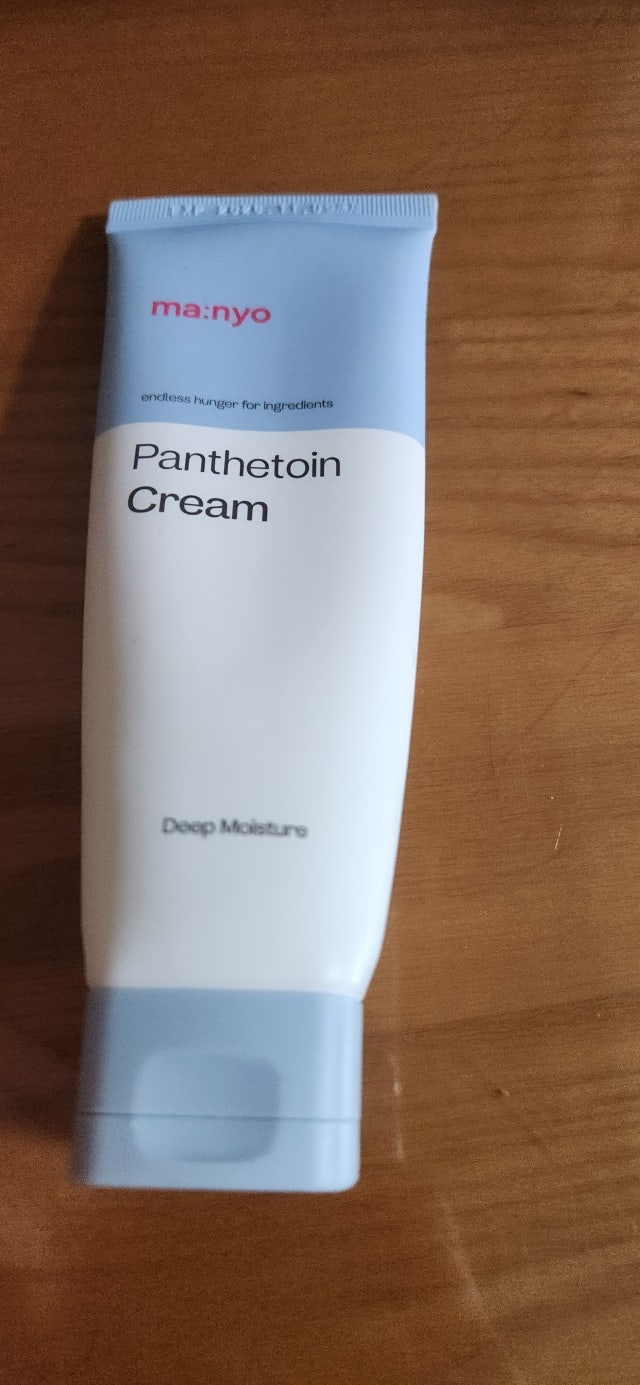 ma:nyo
endless hunger for ingredients
Panthetoin
Cream
Deep Moisture